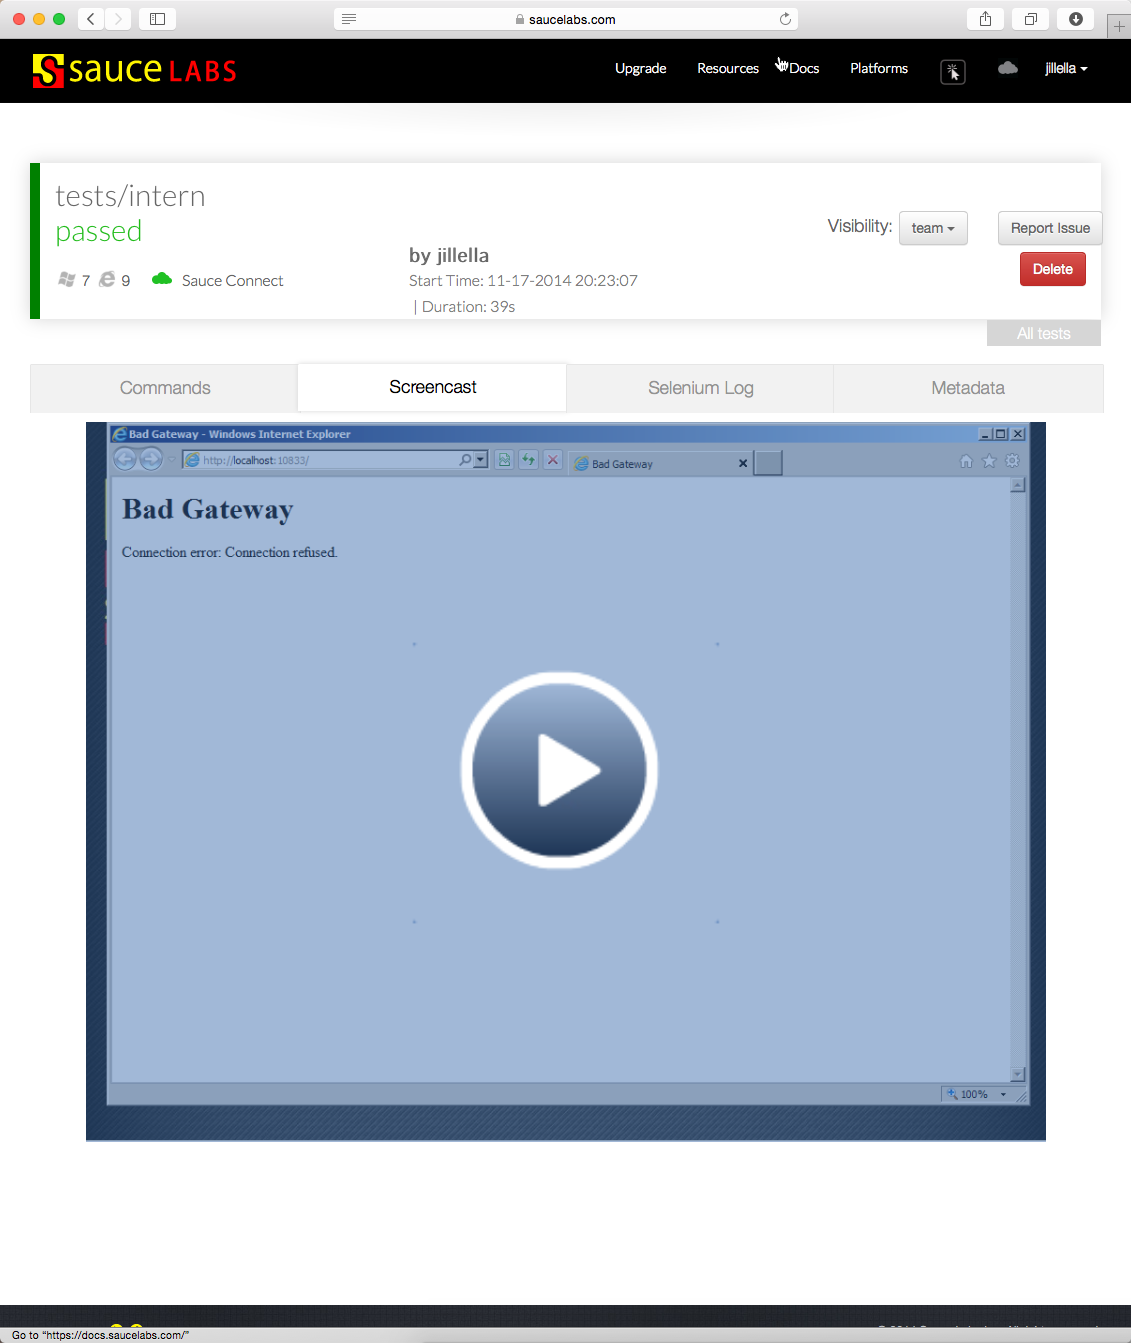 saucelabs.com
sauce LABS
Upgrade Resources Docs Platforms jillella
tests/intern
passed
7 9 Sauce Connect
by jillella
Start Time: 11-17-2014 20:23:07
| Duration: 39s
Visibility: team Report Issue
Delete
All tests
Commands Screencast Selenium Log Metadata
Bad Gateway - Windows Internet Explorer
http://localhost:10833/ Bad Gateway
Bad Gateway
Connection error: Connection refused.
100%
Go to "https://docs.saucelabs.com/"